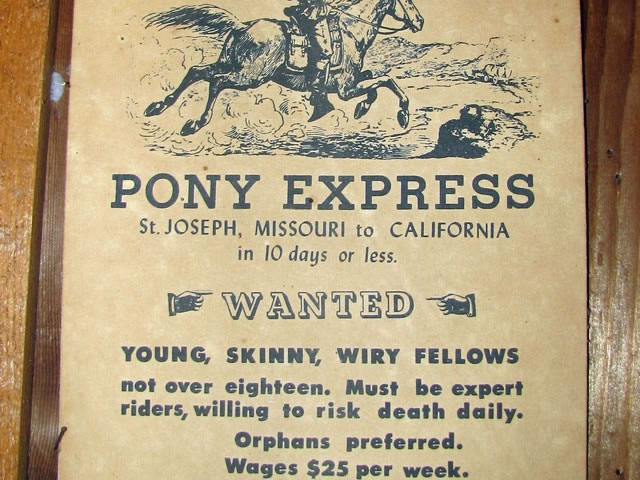 PONY EXPRESS
St. JOSEPH, MISSOURI to CALIFORNIA
in 10 days or less.
WANTED
YOUNG, SKINNY, WIRY FELLOWS
not over eighteen. Must be expert
riders, willing to risk death daily.
Orphans preferred.
Wages $25 per week.